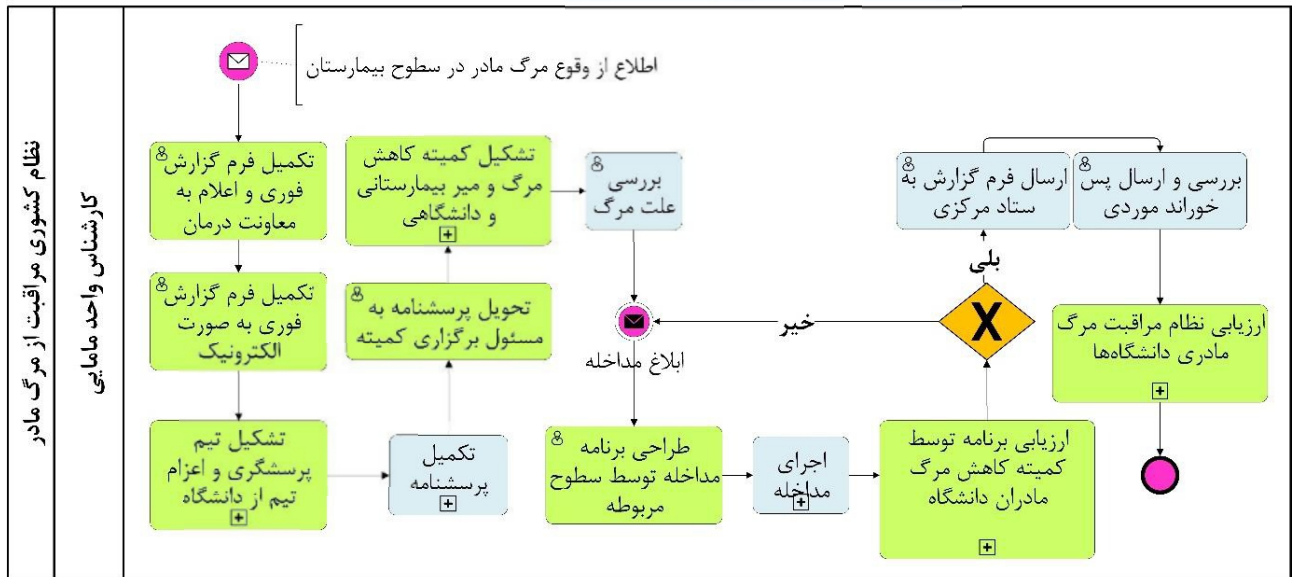 نظام کشوری مراقبت از مرگ مادر
کارشناس واحد مامایی
اطلاع از وقوع مرگ مادر در سطوح بیمارستان
تکمیل فرم گزارش
فوری و اعلام به
معاونت درمان
تکمیل فرم گزارش
فوری به صورت
الکترونیک
تشکیل تیم
پرسشگری و اعزام
تیم از دانشگاه
تکمیل
پرسشنامه
تحویل پرسشنامه به
مسئول برگزاری کمیته
تشکیل کمیته کاهش
مرگ و میر بیمارستانی
و دانشگاهی
بررسی
علت مرگ
ابلاغ مداخله
طراحی برنامه
مداخله توسط سطوح
مربوطه
اجرای
مداخله
ارزیابی برنامه توسط
کمیته کاهش مرگ
مادران دانشگاه
X
خیر
بلی
ارسال فرم گزارش به
ستاد مرکزی
بررسی و ارسال پس
خوراند موردی
ارزیابی نظام مراقبت مرگ
مادری دانشگاه‌ها